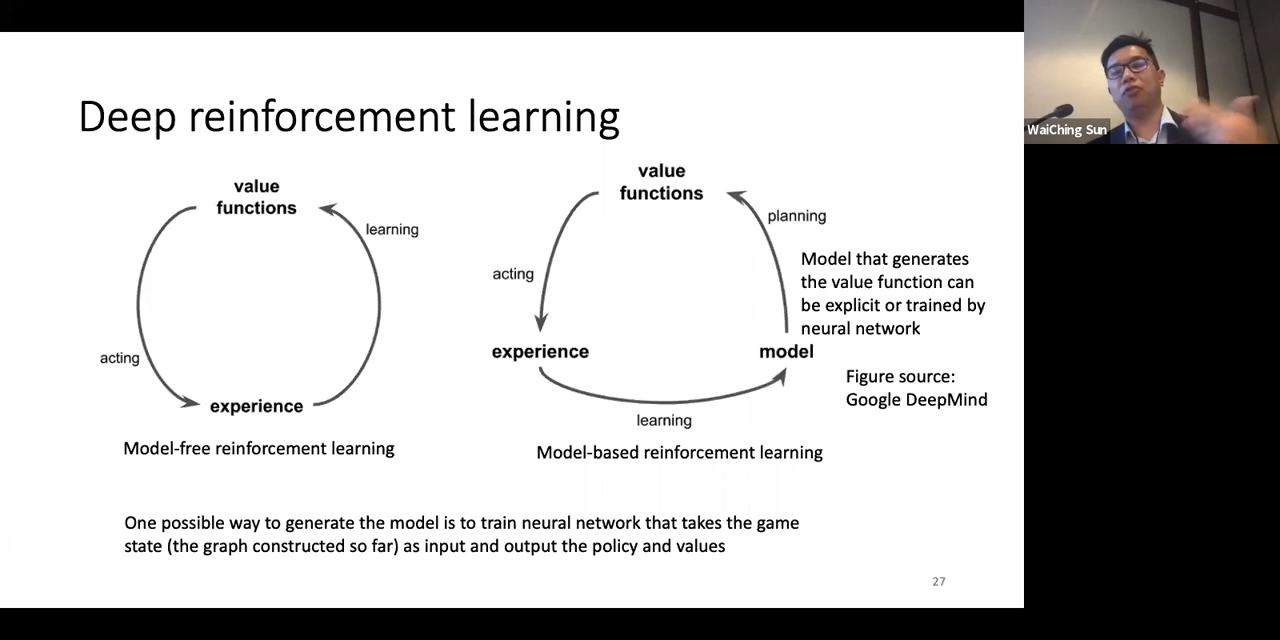 Deep reinforcement learning
value
functions
learning
acting
experience
Model-free reinforcement learning
value
functions
planning
acting
Model that generates
the value function can
be explicit or trained by
neural network
experience
model
Figure source:
Google DeepMind
learning
Model-based reinforcement learning
One possible way to generate the model is to train neural network that takes the game
state (the graph constructed so far) as input and output the policy and values
27
WaiChing Sun